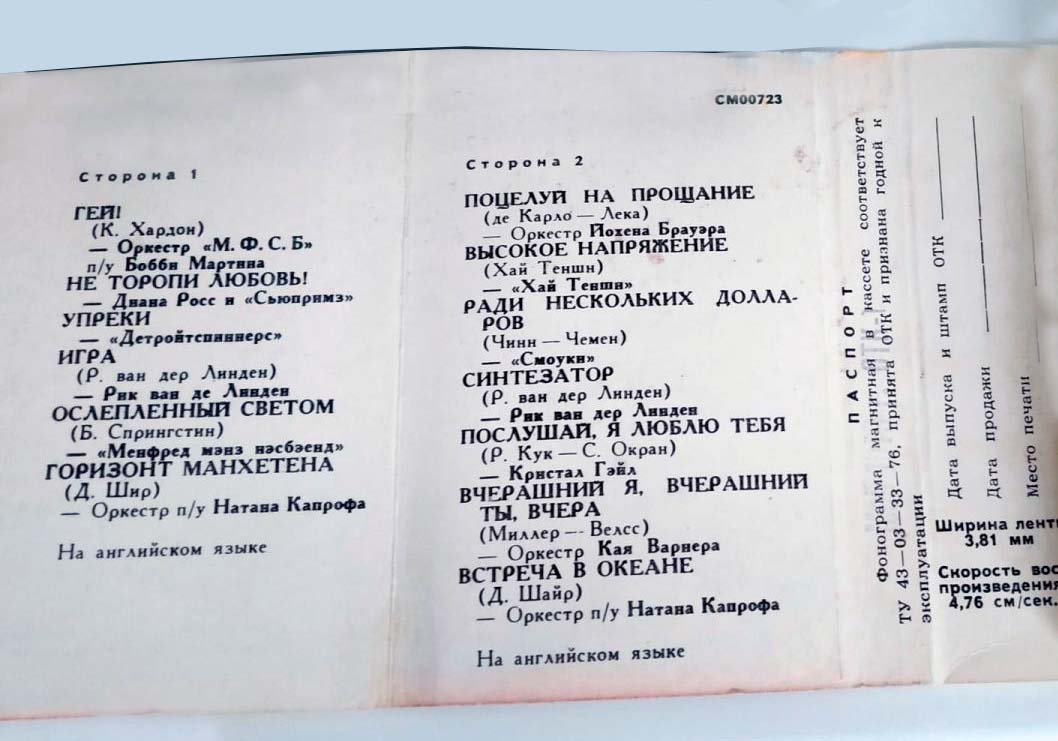 СМ00723
Сторона 1
ГЕЙ!
(К. Хардон)
— Оркестр «М. Ф. С. Б»
п/у Бобби Мартина
НЕ ТОРОПИ ЛЮБОВЬ!
— Диана Росс и «Сьюпримз»
УПРЕКИ
— «Детройтспиннерс»
ИГРА
(Р. ван дер Линден)
— Рик ван де Линден
ОСЛЕПЛЕННЫЙ СВЕТОМ
(Б. Спрингстин)
— «Менфред мэнз нэсбэенд»
ГОРИЗОНТ МАНХЕТЕНА
(Д. Шир)
— Оркестр п/у Натана Капрофа
На английском языке
Сторона 2
ПОЦЕЛУЙ НА ПРОЩАНИЕ
(де Карло — Лека)
— Оркестр Йохена Брауэра
ВЫСОКОЕ НАПРЯЖЕНИЕ
(Хай Теншн)
— «Хай Теншн»
РАДИ НЕСКОЛЬКИХ ДОЛЛА-
РОВ
(Чинн — Чемен)
— «Смоуки»
СИНТЕЗАТОР
(Р. ван дер Линден)
— Рик ван дер Линден
ПОСЛУШАЙ, Я ЛЮБЛЮ ТЕБЯ
(Р. Кук — С. Окран)
— Кристал Гэйл
ВЧЕРАШНИЙ Я, ВЧЕРАШНИЙ
ТЫ, ВЧЕРА
(Миллер — Велсс)
— Оркестр Кая Варнера
ВСТРЕЧА В ОКЕАНЕ
(Д. Шайр)
— Оркестр п/у Натана Капрофа
На английском языке
ПАСПОРТ
Фонограмма магнитная в кассете соответствует
ТУ 43—03—33—76, принята ОТК и признана годной к
эксплуатации
Дата выпуска и штамп ОТК
Дата продажи
Место печати
Ширина лент
3,81 мм
Скорость вос
произведения
4,76 см/сек.